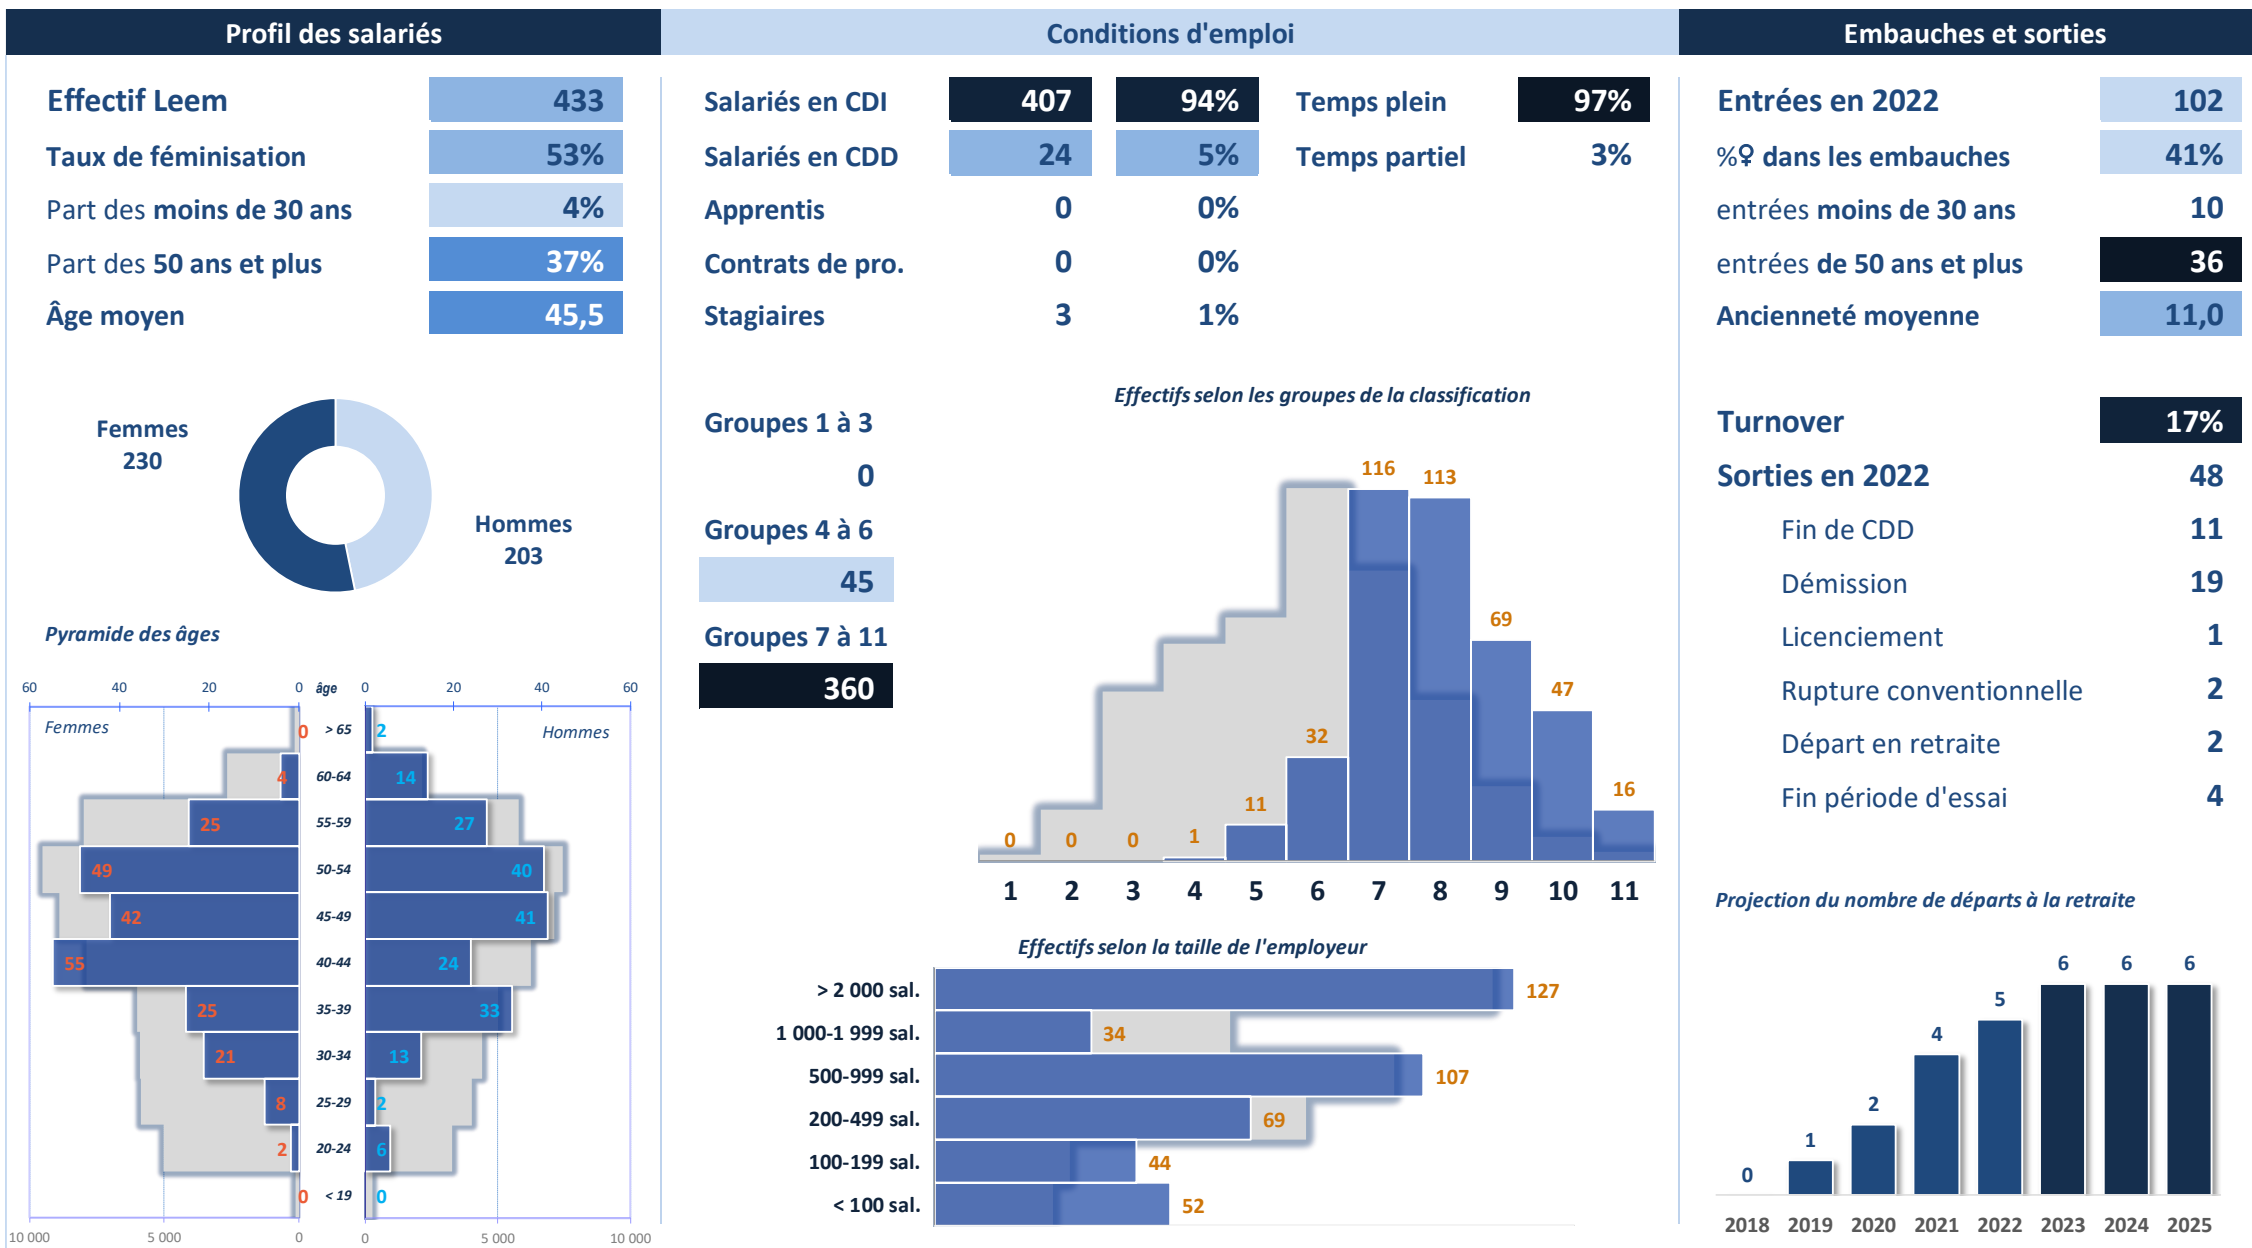 Profil des salariés
Effectif Leem 433
Taux de féminisation 53%
Part des moins de 30 ans 4%
Part des 50 ans et plus 37%
Âge moyen 45,5
Femmes
230
Hommes
203
Pyramide des âges
60 40 20 0 âge 0 20 40 60
Femmes Hommes
0 > 65 2
4 60-64 14
25 55-59 27
49 50-54 40
42 45-49 41
55 40-44 24
25 35-39 33
21 30-34 13
8 25-29 2
2 20-24 6
0 < 19 0
10 000 5 000 0 0 5 000 10 000
Conditions d'emploi
Salariés en CDI 407 94% Temps plein 97%
Salariés en CDD 24 5% Temps partiel 3%
Apprentis 0 0%
Contrats de pro. 0 0%
Stagiaires 3 1%
Groupes 1 à 3
0
Groupes 4 à 6
45
Groupes 7 à 11
360
Effectifs selon les groupes de la classification
0 0 0 1 11 32 116 113 69 47 16
1 2 3 4 5 6 7 8 9 10 11
Effectifs selon la taille de l'employeur
> 2 000 sal. 127
1 000-1 999 sal. 34
500-999 sal. 107
200-499 sal. 69
100-199 sal. 44
< 100 sal. 52
Embauches et sorties
Entrées en 2022 102
%♀ dans les embauches 41%
entrées moins de 30 ans 10
entrées de 50 ans et plus 36
Ancienneté moyenne 11,0
Turnover 17%
Sorties en 2022 48
Fin de CDD 11
Démission 19
Licenciement 1
Rupture conventionnelle 2
Départ en retraite 2
Fin période d'essai 4
Projection du nombre de départs à la retraite
0 1 2 4 5 6 6 6
2018 2019 2020 2021 2022 2023 2024 2025